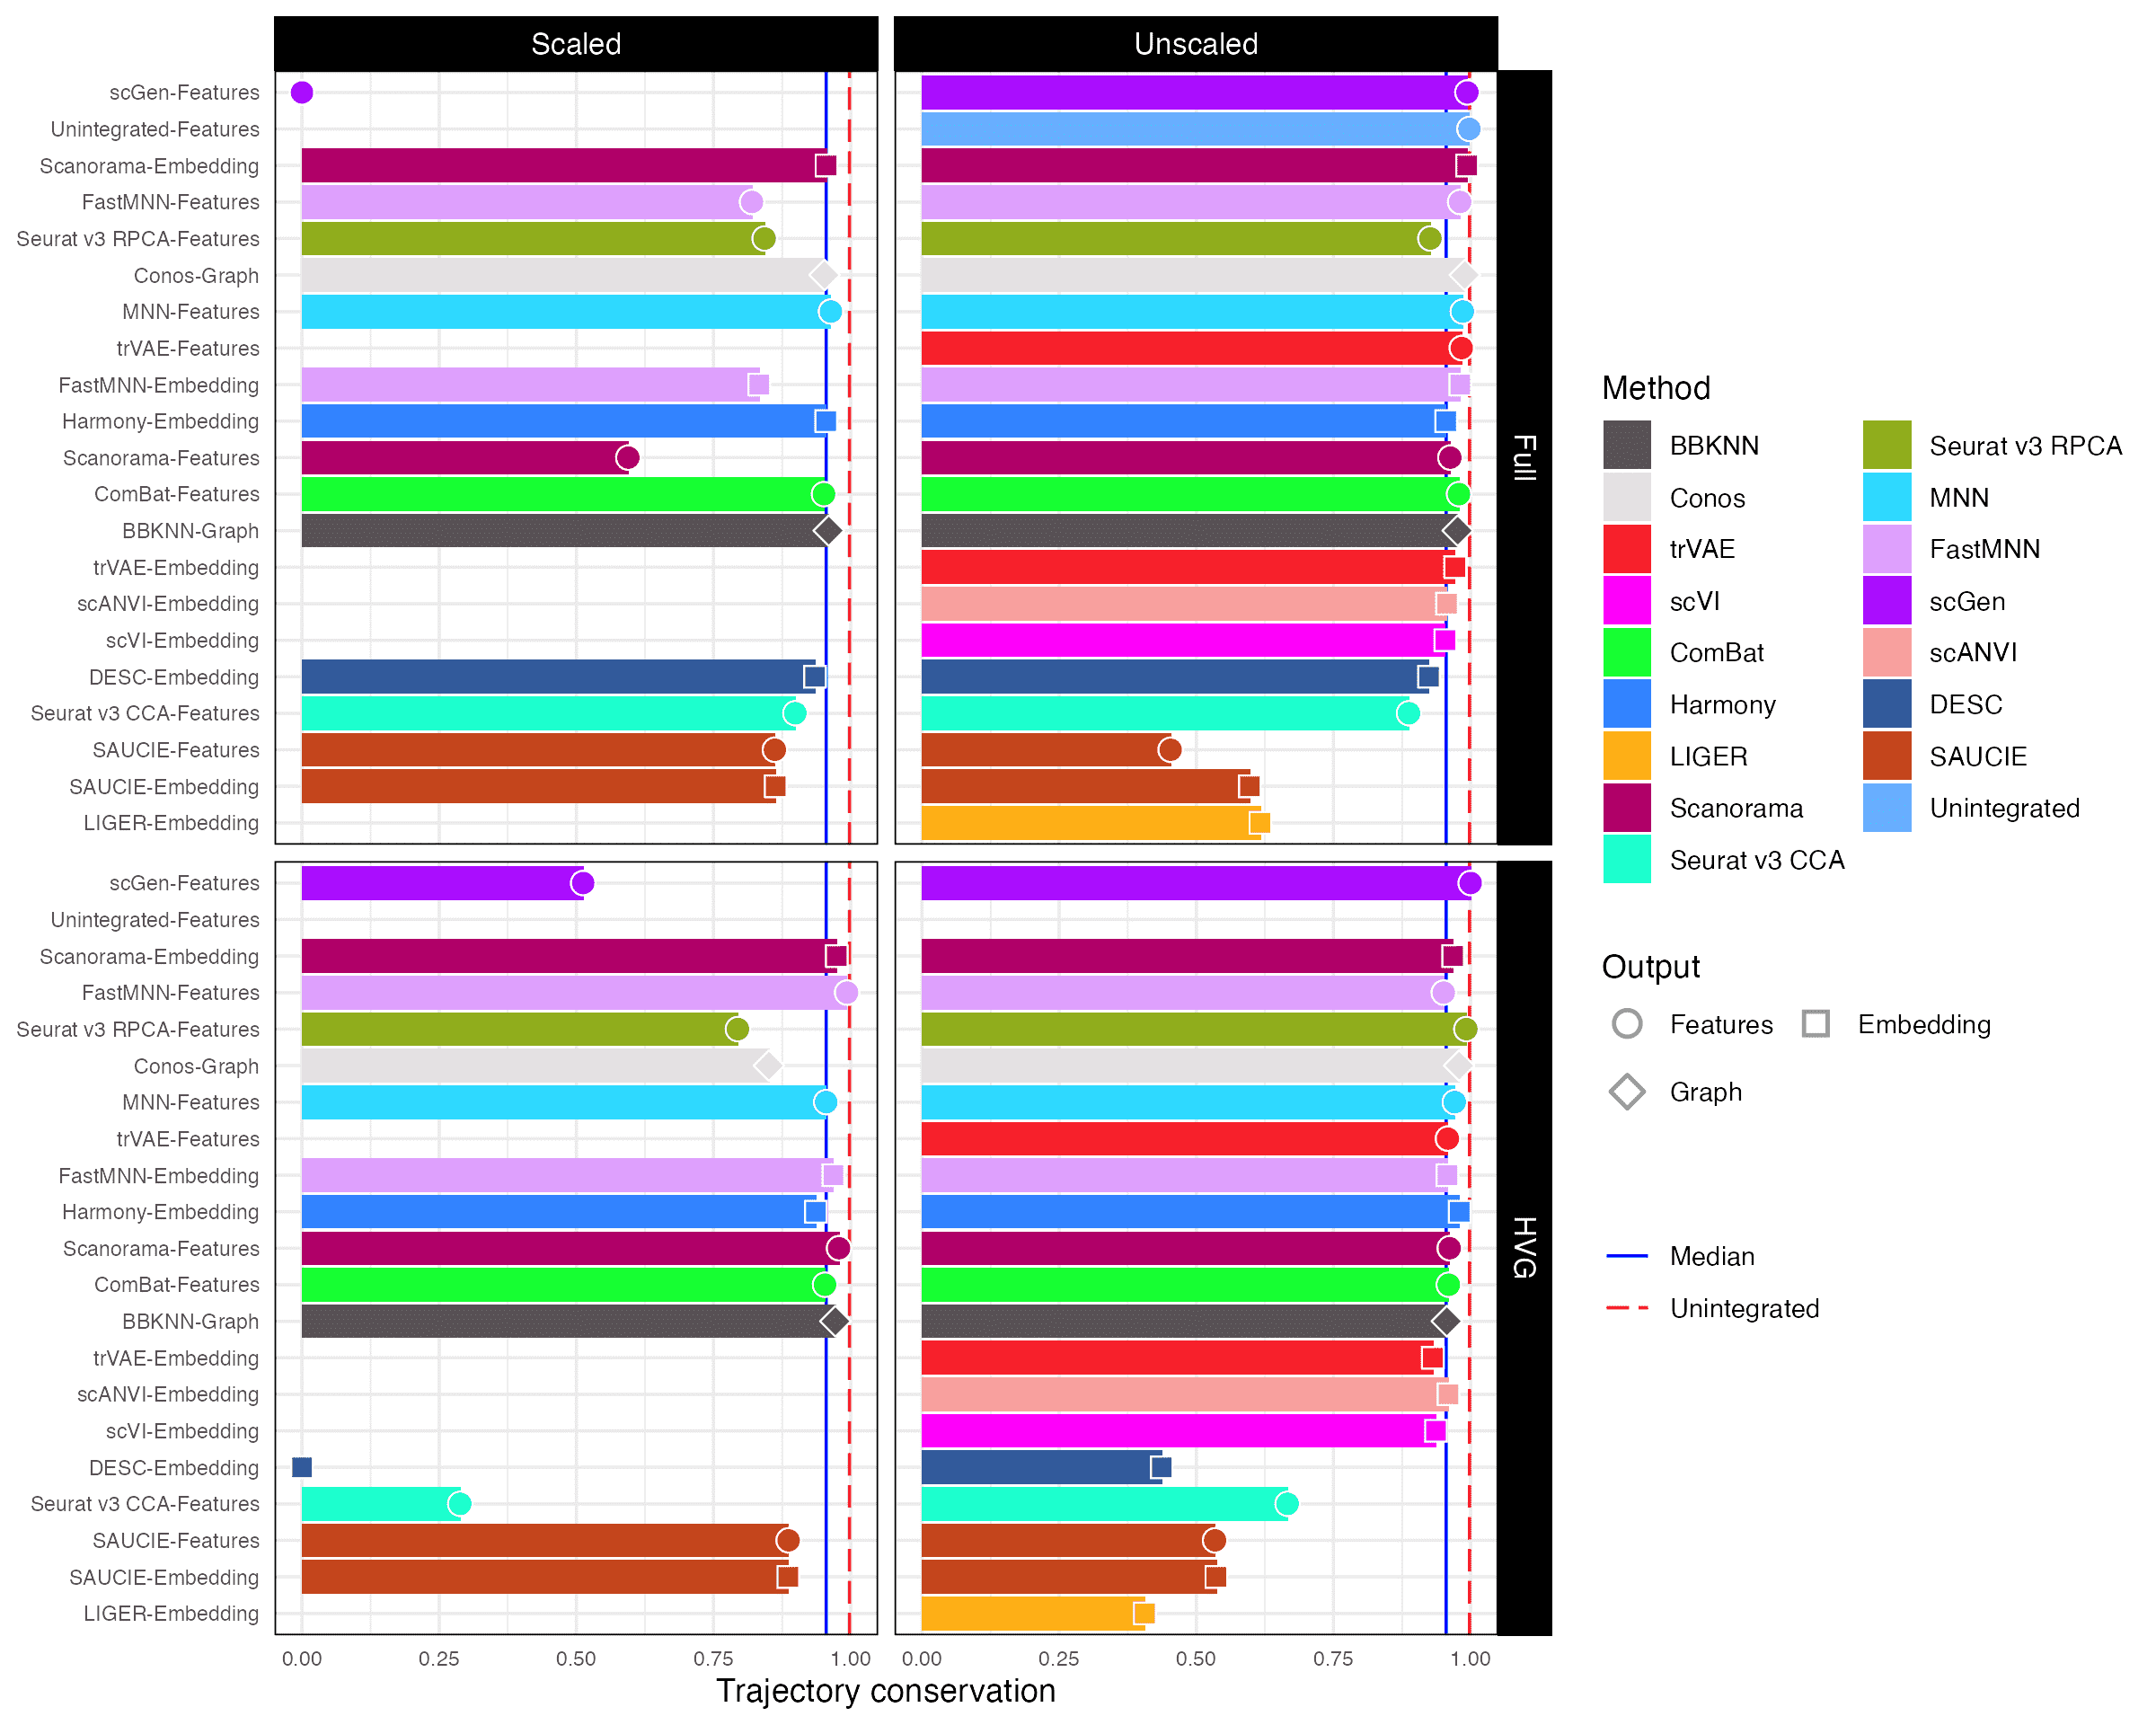 Scaled
Unscaled
scGen-Features
Unintegrated-Features
Scanorama-Embedding
FastMNN-Features
Seurat v3 RPCA-Features
Conos-Graph
MNN-Features
trVAE-Features
FastMNN-Embedding
Harmony-Embedding
Scanorama-Features
ComBat-Features
BBKNN-Graph
trVAE-Embedding
scANVI-Embedding
scVI-Embedding
DESC-Embedding
Seurat v3 CCA-Features
SAUCIE-Features
SAUCIE-Embedding
LIGER-Embedding
Full
scGen-Features
Unintegrated-Features
Scanorama-Embedding
FastMNN-Features
Seurat v3 RPCA-Features
Conos-Graph
MNN-Features
trVAE-Features
FastMNN-Embedding
Harmony-Embedding
Scanorama-Features
ComBat-Features
BBKNN-Graph
trVAE-Embedding
scANVI-Embedding
scVI-Embedding
DESC-Embedding
Seurat v3 CCA-Features
SAUCIE-Features
SAUCIE-Embedding
LIGER-Embedding
HVG
0.00 0.25 0.50 0.75 1.00
0.00 0.25 0.50 0.75 1.00
Trajectory conservation
Method
BBKNN
Conos
trVAE
scVI
ComBat
Harmony
LIGER
Scanorama
Seurat v3 CCA
Seurat v3 RPCA
MNN
FastMNN
scGen
scANVI
DESC
SAUCIE
Unintegrated
Output
Features
Embedding
Graph
Median
Unintegrated